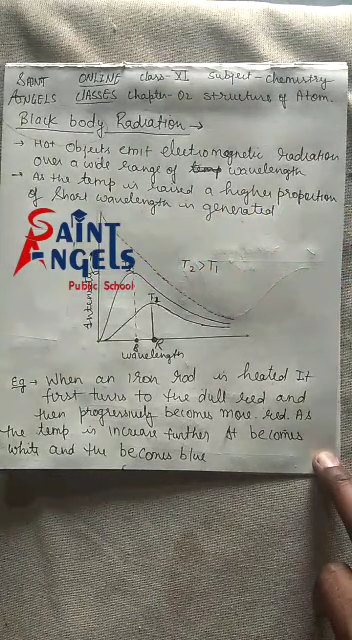 SAINT ONLINE Class-XI Subject-Chemistry
ANGELS CLASSES Chapter-02 Structure of Atom.
Black body Radiation →
→ Hot Objects emit electromagnetic radiation
over a wide range of temp wavelength
→ As the temp is raised a higher proportion
of short wavelength is generated
SAINT
ANGELS
Public School
T2 > T1
Intensity
T2
B
R
wavelength
Eg → When an Iron rod is heated It
first turns to the dull red and
then progressively becomes more red. As
the temp is increase further It becomes
white and the becomes blue